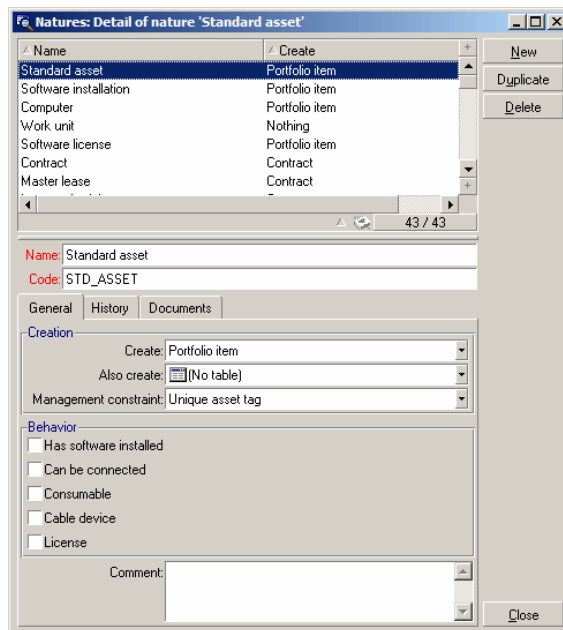 Natures: Detail of nature 'Standard asset'
Name Create
Standard asset Portfolio item
Software installation Portfolio item
Computer Portfolio item
Work unit Nothing
Software license Portfolio item
Contract Contract
Master lease Contract
43 / 43
New
Duplicate
Delete
Name: Standard asset
Code: STD_ASSET
General History Documents
Creation
Create: Portfolio item
Also create: (No table)
Management constraint: Unique asset tag
Behavior
Has software installed
Can be connected
Consumable
Cable device
License
Comment:
Close